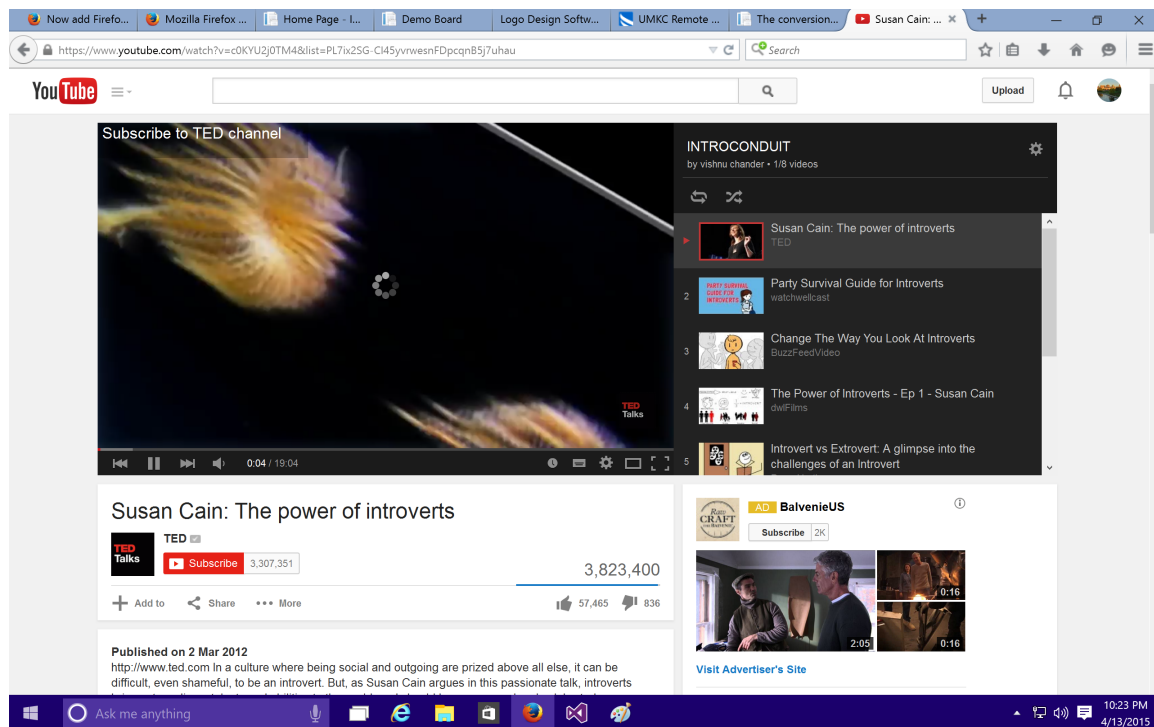 Now add Firefo...
Mozilla Firefox ...
Home Page - I...
Demo Board
Logo Design Softw...
UMKC Remote ...
The conversion...
Susan Cain: ...
https://www.youtube.com/watch?v=c0KYU2j0TM4&list=PL7ix2SG-Cl45yvrwesnFDpcqnB5j7uhau
Search
YouTube
Upload
Subscribe to TED channel
TED
Talks
0:04 / 19:04
INTROCONDUIT
by vishnu chander • 1/8 videos
Susan Cain: The power of introverts
TED
2
Party Survival Guide for Introverts
watchwellcast
PARTY SURVIVAL
GUIDE FOR
INTROVERTS
3
Change The Way You Look At Introverts
BuzzFeedVideo
4
The Power of Introverts - Ep 1 - Susan Cain
dwlFilms
5
Introvert vs Extrovert: A glimpse into the
challenges of an Introvert
Susan Cain: The power of introverts
TED
Talks
TED
Subscribe 3,307,351
3,823,400
Add to
Share
More
57,465
836
Published on 2 Mar 2012
http://www.ted.com In a culture where being social and outgoing are prized above all else, it can be
difficult, even shameful, to be an introvert. But, as Susan Cain argues in this passionate talk, introverts
Raw
CRAFT
AD BalvenieUS
Subscribe 2K
2:05
0:16
0:16
Visit Advertiser's Site
Ask me anything
10:23 PM
4/13/2015